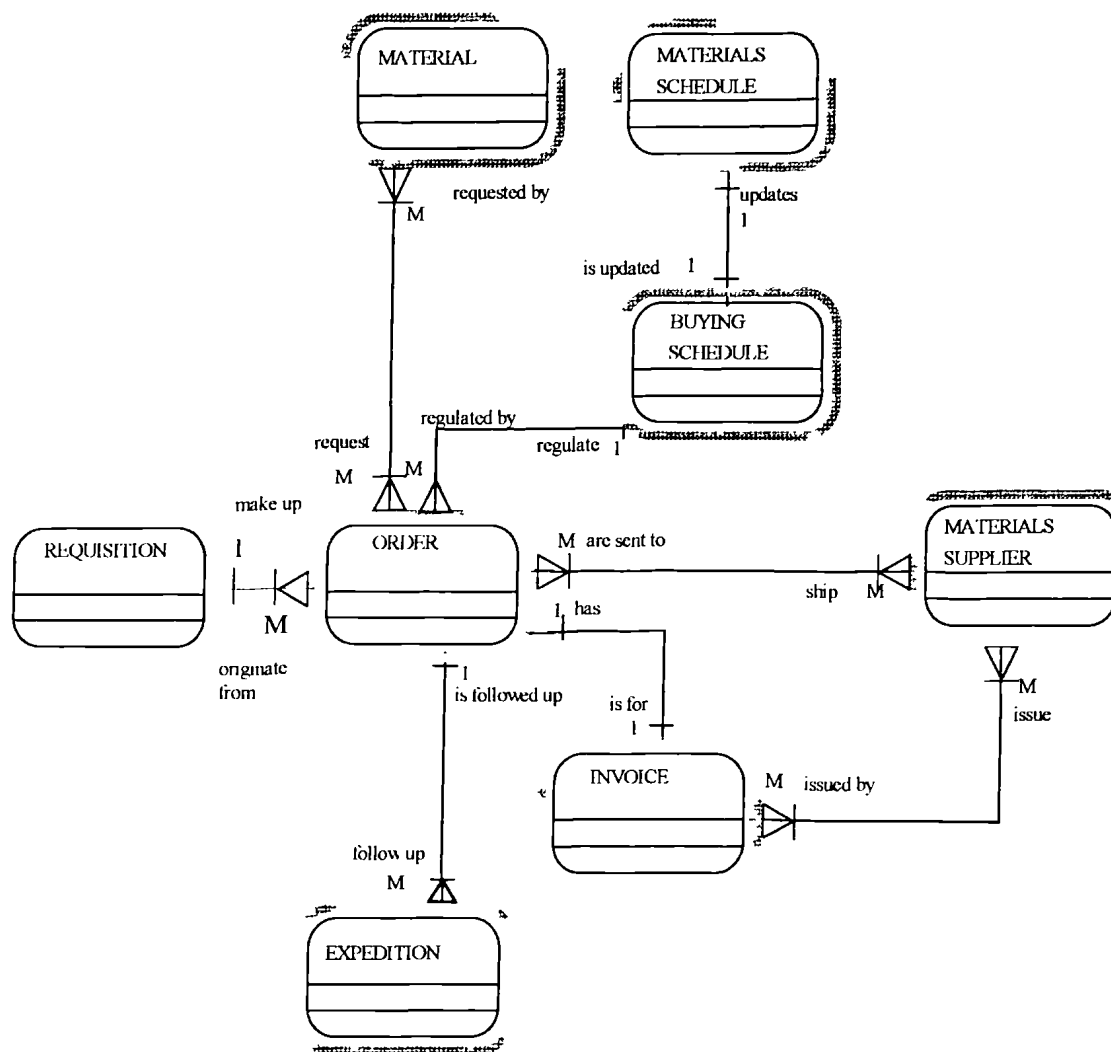 MATERIAL
MATERIALS
SCHEDULE
requested by
M
updates
1
is updated 1
BUYING
SCHEDULE
regulated by
regulate 1
request
M M
make up
1
REQUISITION
ORDER
M are sent to
MATERIALS
SUPPLIER
ship M
M
1 has
originate
from
1
is followed up
is for
1
M
issue
INVOICE
M issued by
follow up
M
EXPEDITION